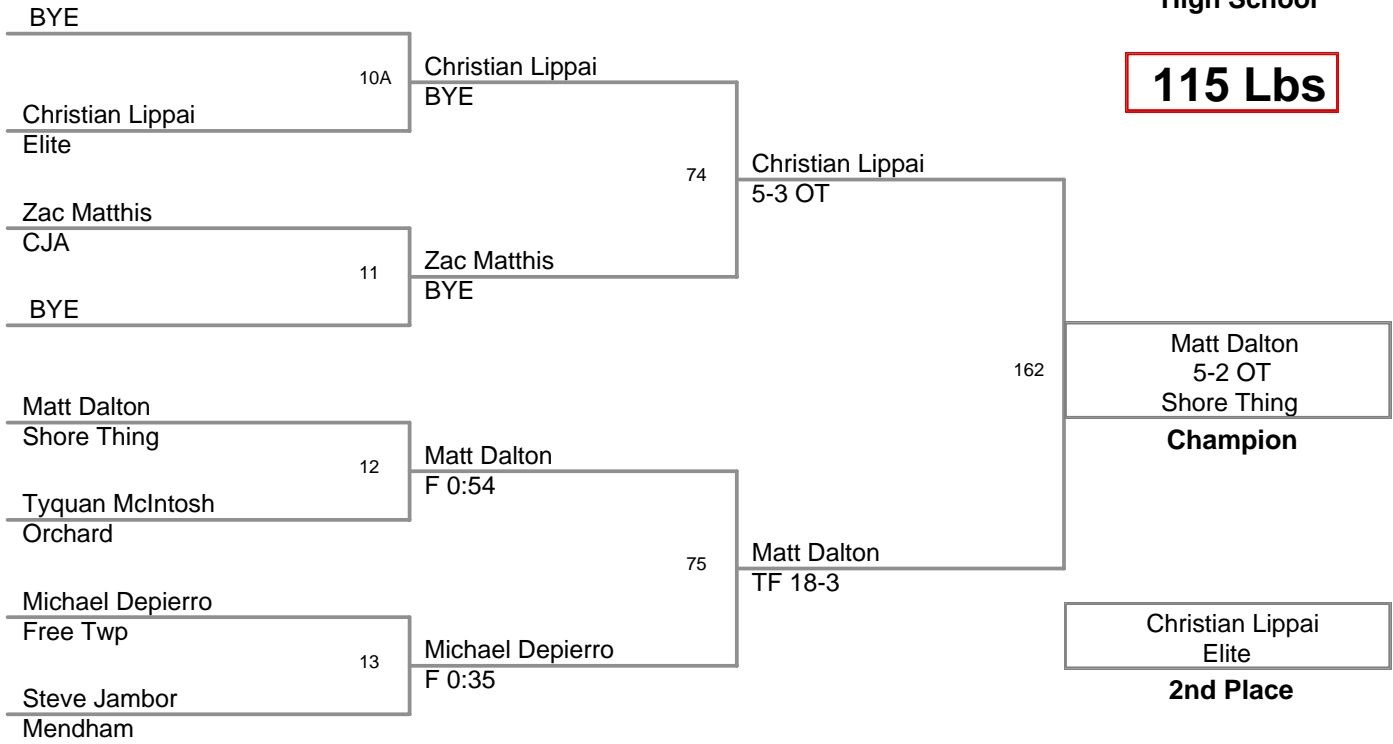 High School
115 Lbs
BYE
10A
Christian Lippai
Elite
Christian Lippai
BYE
Zac Matthis
CJA
11
BYE
Zac Matthis
BYE
74
Christian Lippai
5-3 OT
Matt Dalton
Shore Thing
12
Tyquan McIntosh
Orchard
Matt Dalton
F 0:54
Michael Depierro
Free Twp
13
Steve Jambor
Mendham
Michael Depierro
F 0:35
75
Matt Dalton
TF 18-3
162
Matt Dalton
5-2 OT
Shore Thing
Champion
Christian Lippai
Elite
2nd Place